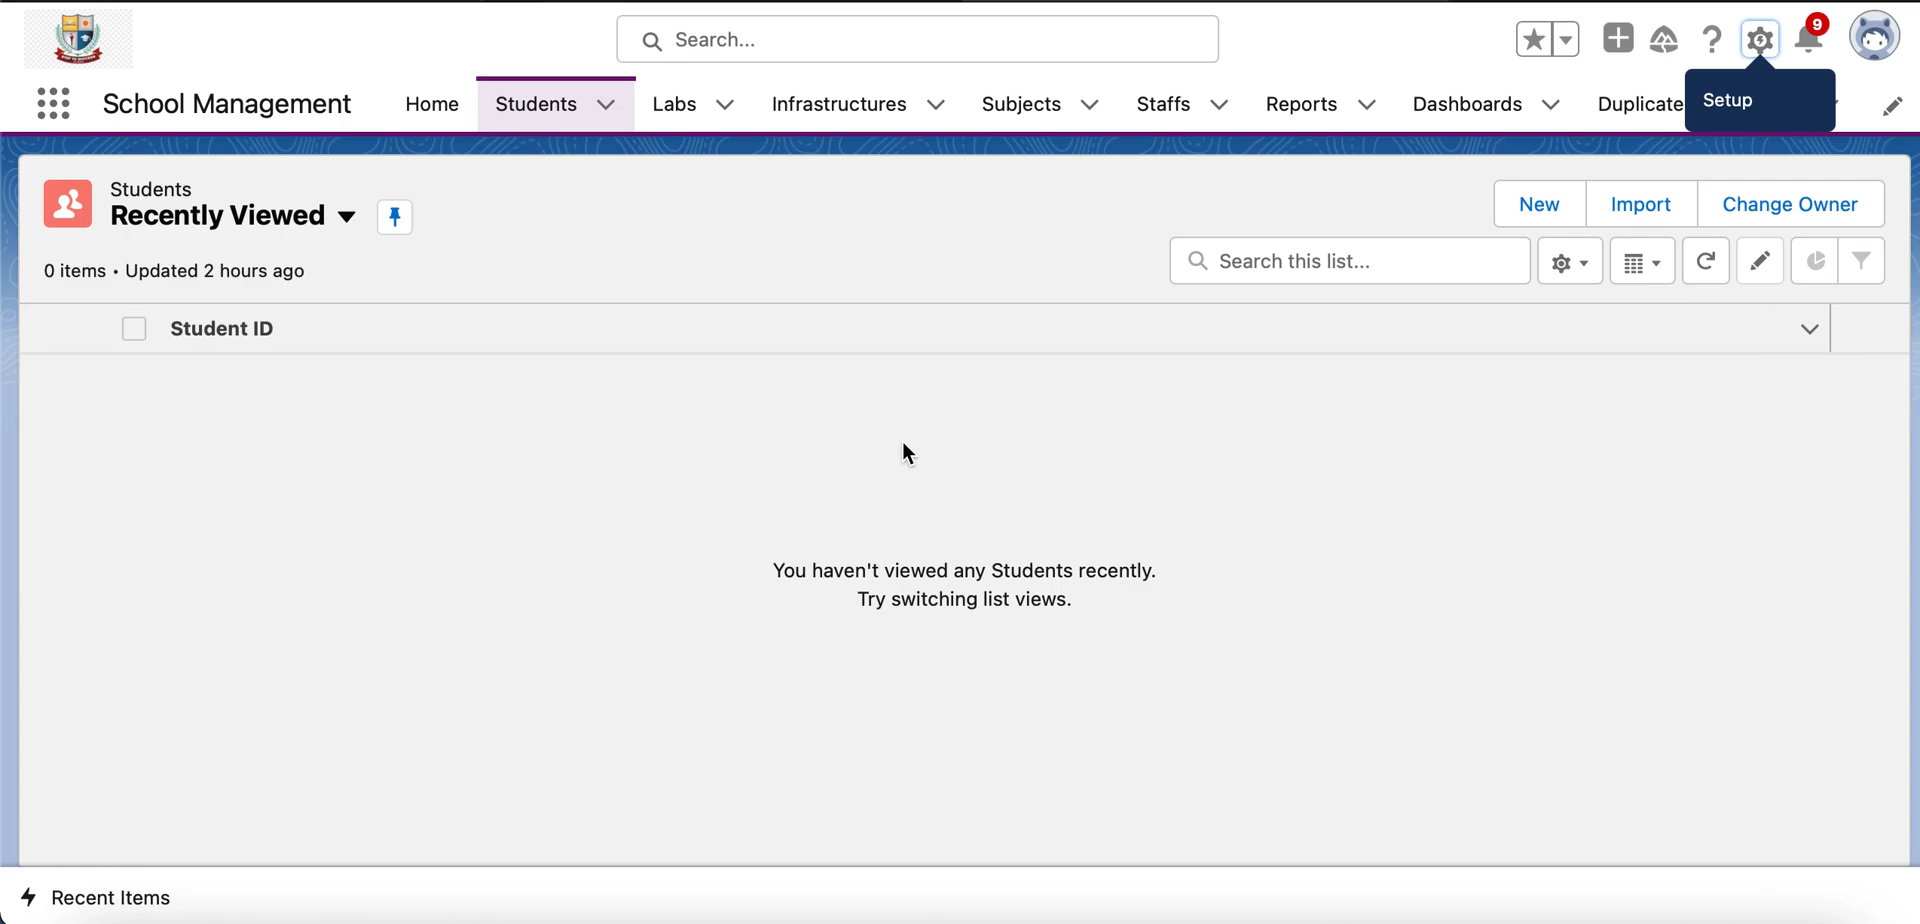 Search...
9
School Management
Home
Students
Labs
Infrastructures
Subjects
Staffs
Reports
Dashboards
Duplicate
Setup
Students
Recently Viewed
New
Import
Change Owner
0 items • Updated 2 hours ago
Search this list...
Student ID
You haven't viewed any Students recently.
Try switching list views.
Recent Items